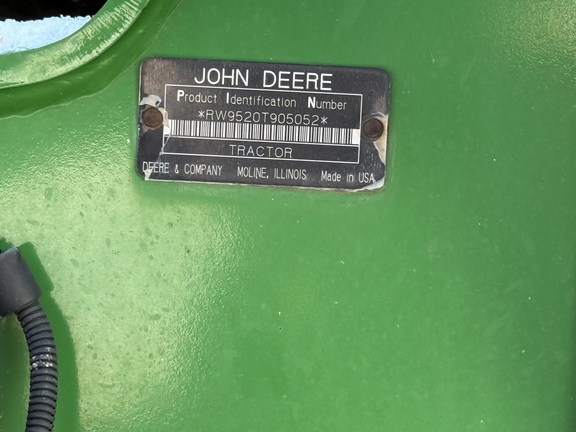 JOHN DEERE
Product Identification Number
*RW9520T905052*
TRACTOR
DEERE & COMPANY MOLINE, ILLINOIS Made in USA